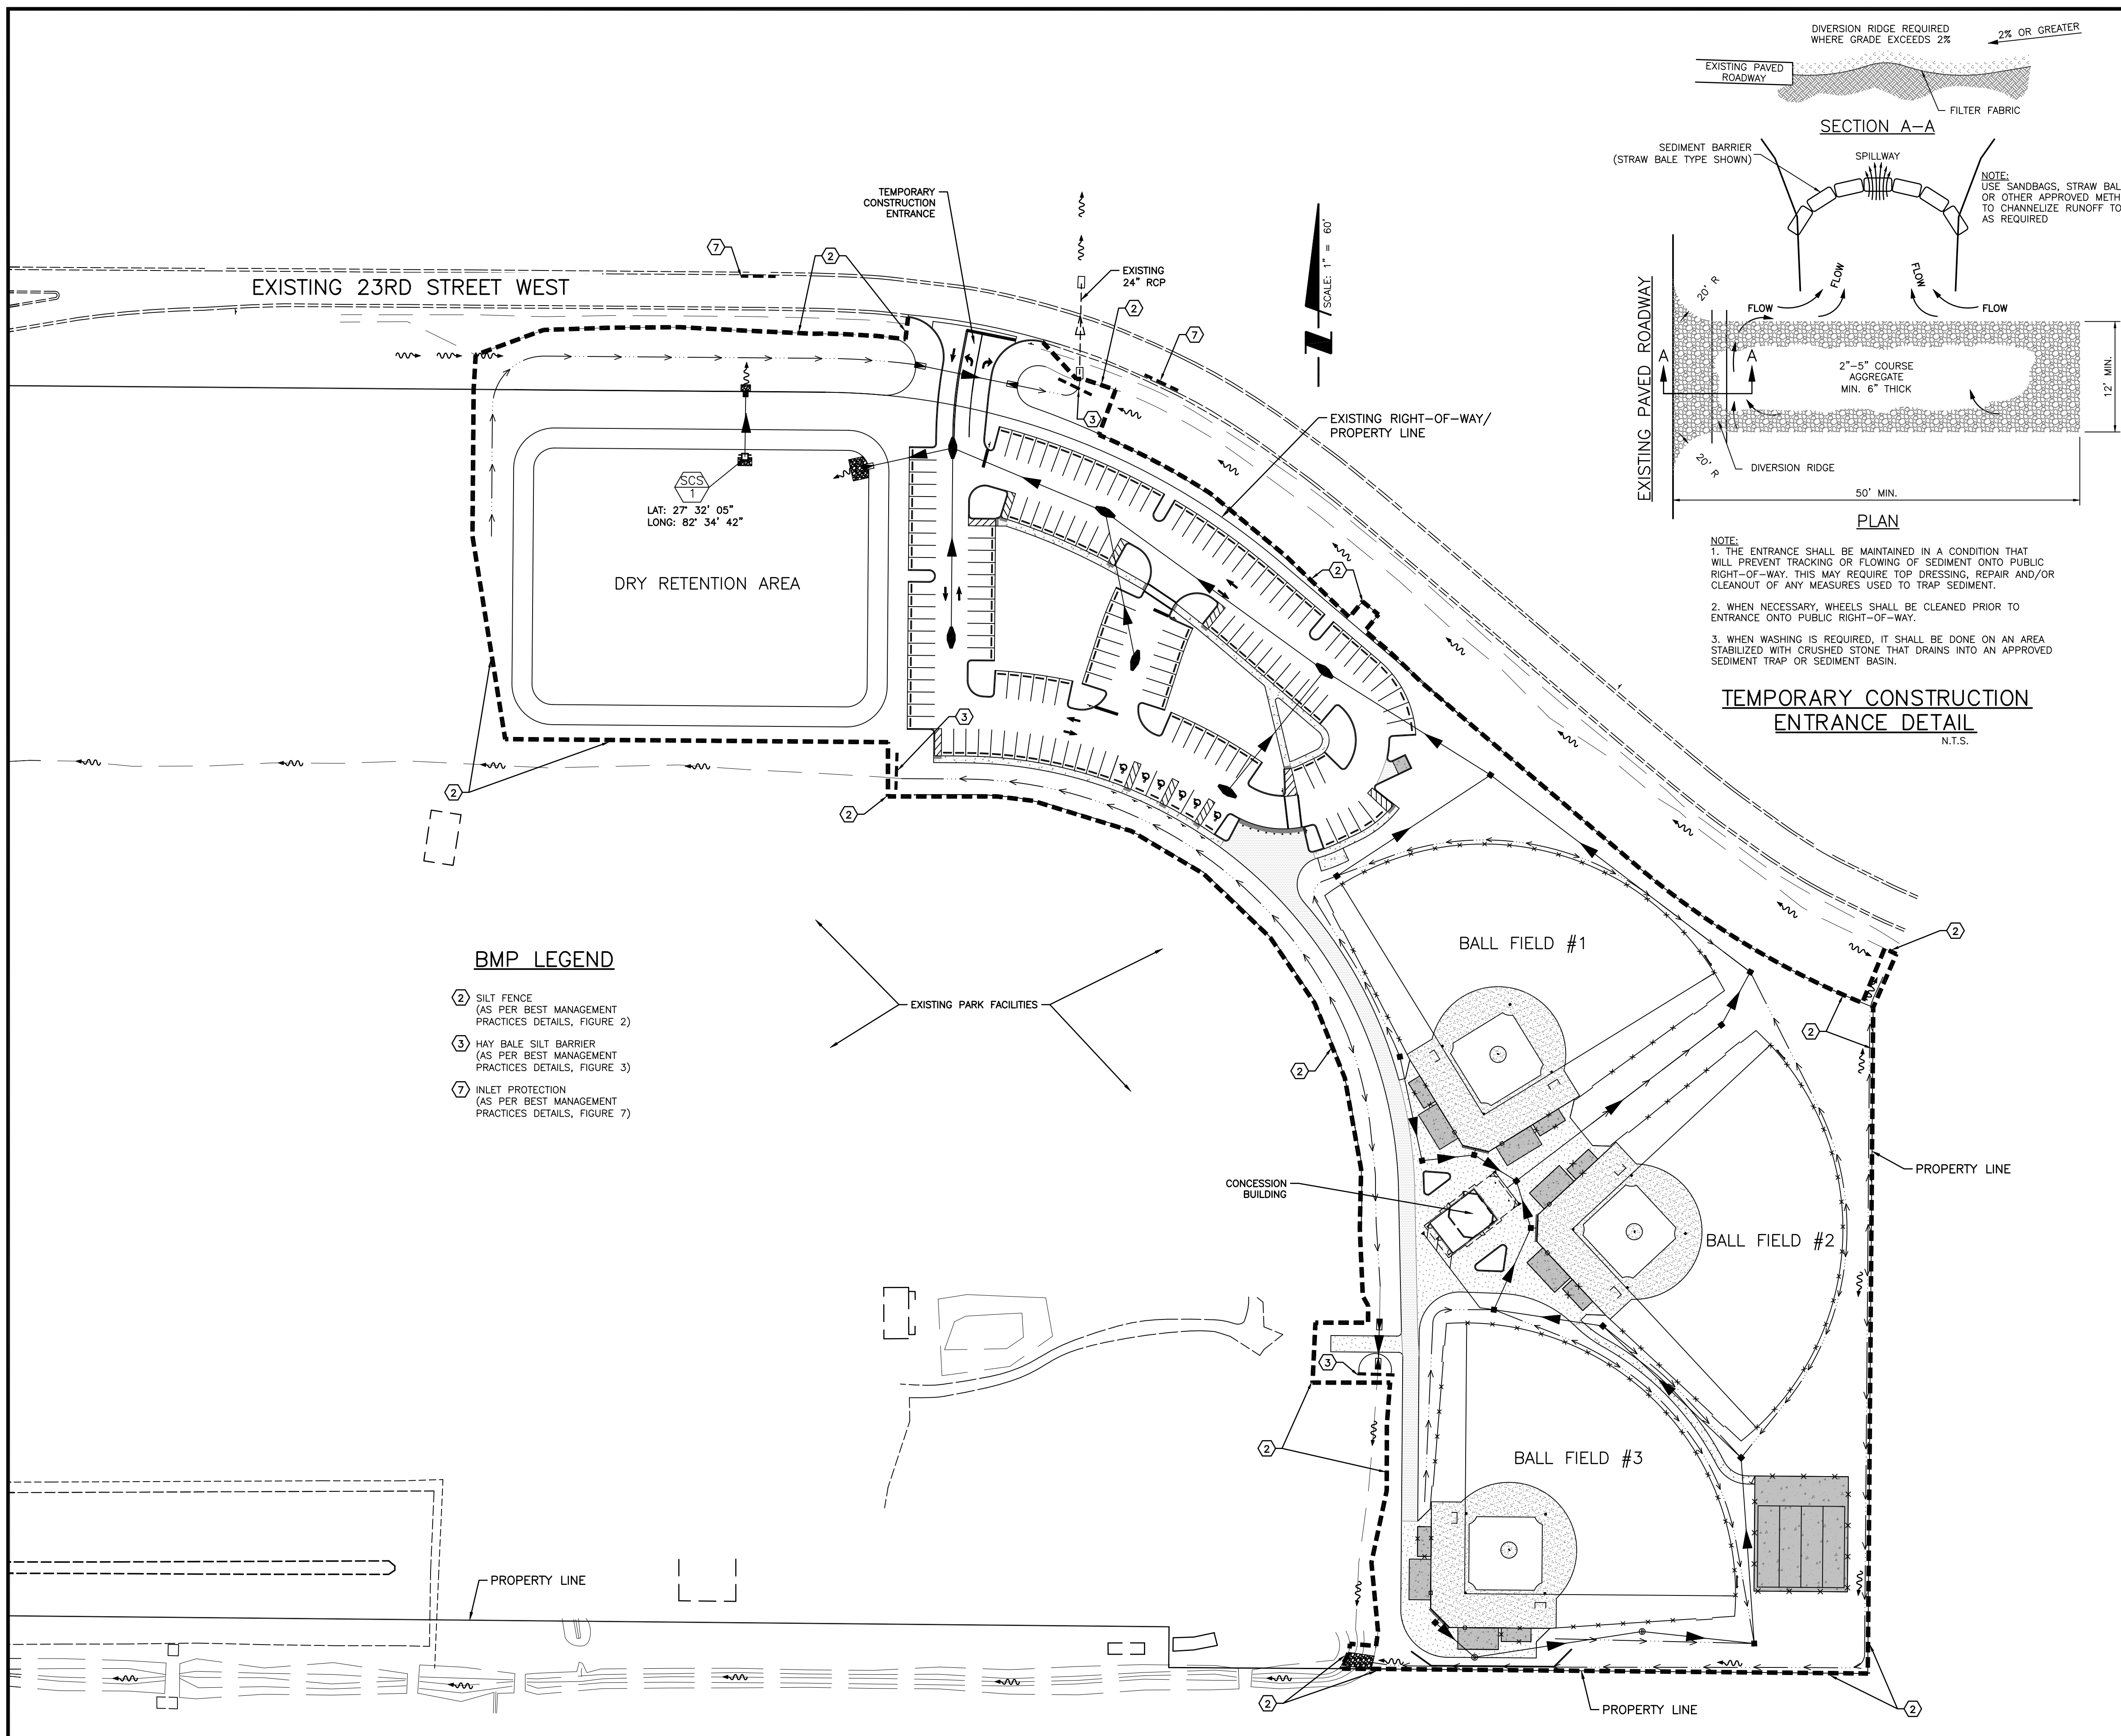 DIVERSION RIDGE REQUIRED
WHERE GRADE EXCEEDS 2%
2% OR GREATER
EXISTING PAVED
ROADWAY
FILTER FABRIC
SECTION A-A
SEDIMENT BARRIER
(STRAW BALE TYPE SHOWN)
SPILLWAY
NOTE:
USE SANDBAGS, STRAW BAL
OR OTHER APPROVED METH
TO CHANNELIZE RUNOFF TO
AS REQUIRED
FLOW
FLOW
FLOW
FLOW
EXISTING PAVED ROADWAY
20' R
A
A
2"-5" COURSE
AGGREGATE
MIN. 6" THICK
12' MIN.
20' R
DIVERSION RIDGE
50' MIN.
PLAN
NOTE:
1. THE ENTRANCE SHALL BE MAINTAINED IN A CONDITION THAT
WILL PREVENT TRACKING OR FLOWING OF SEDIMENT ONTO PUBLIC
RIGHT-OF-WAY. THIS MAY REQUIRE TOP DRESSING, REPAIR AND/OR
CLEANOUT OF ANY MEASURES USED TO TRAP SEDIMENT.
2. WHEN NECESSARY, WHEELS SHALL BE CLEANED PRIOR TO
ENTRANCE ONTO PUBLIC RIGHT-OF-WAY.
3. WHEN WASHING IS REQUIRED, IT SHALL BE DONE ON AN AREA
STABILIZED WITH CRUSHED STONE THAT DRAINS INTO AN APPROVED
SEDIMENT TRAP OR SEDIMENT BASIN.
TEMPORARY CONSTRUCTION
ENTRANCE DETAIL
N.T.S.
TEMPORARY
CONSTRUCTION
ENTRANCE
7
2
EXISTING 23RD STREET WEST
EXISTING
24" RCP
2
7
3
N
SCALE: 1" = 60'
EXISTING RIGHT-OF-WAY/
PROPERTY LINE
SCS
1
LAT: 27° 32' 05"
LONG: 82° 34' 42"
DRY RETENTION AREA
2
3
2
2
BALL FIELD #1
2
2
BMP LEGEND
2 SILT FENCE
(AS PER BEST MANAGEMENT
PRACTICES DETAILS, FIGURE 2)
3 HAY BALE SILT BARRIER
(AS PER BEST MANAGEMENT
PRACTICES DETAILS, FIGURE 3)
7 INLET PROTECTION
(AS PER BEST MANAGEMENT
PRACTICES DETAILS, FIGURE 7)
EXISTING PARK FACILITIES
2
PROPERTY LINE
CONCESSION
BUILDING
BALL FIELD #2
3
2
BALL FIELD #3
PROPERTY LINE
2
PROPERTY LINE
2